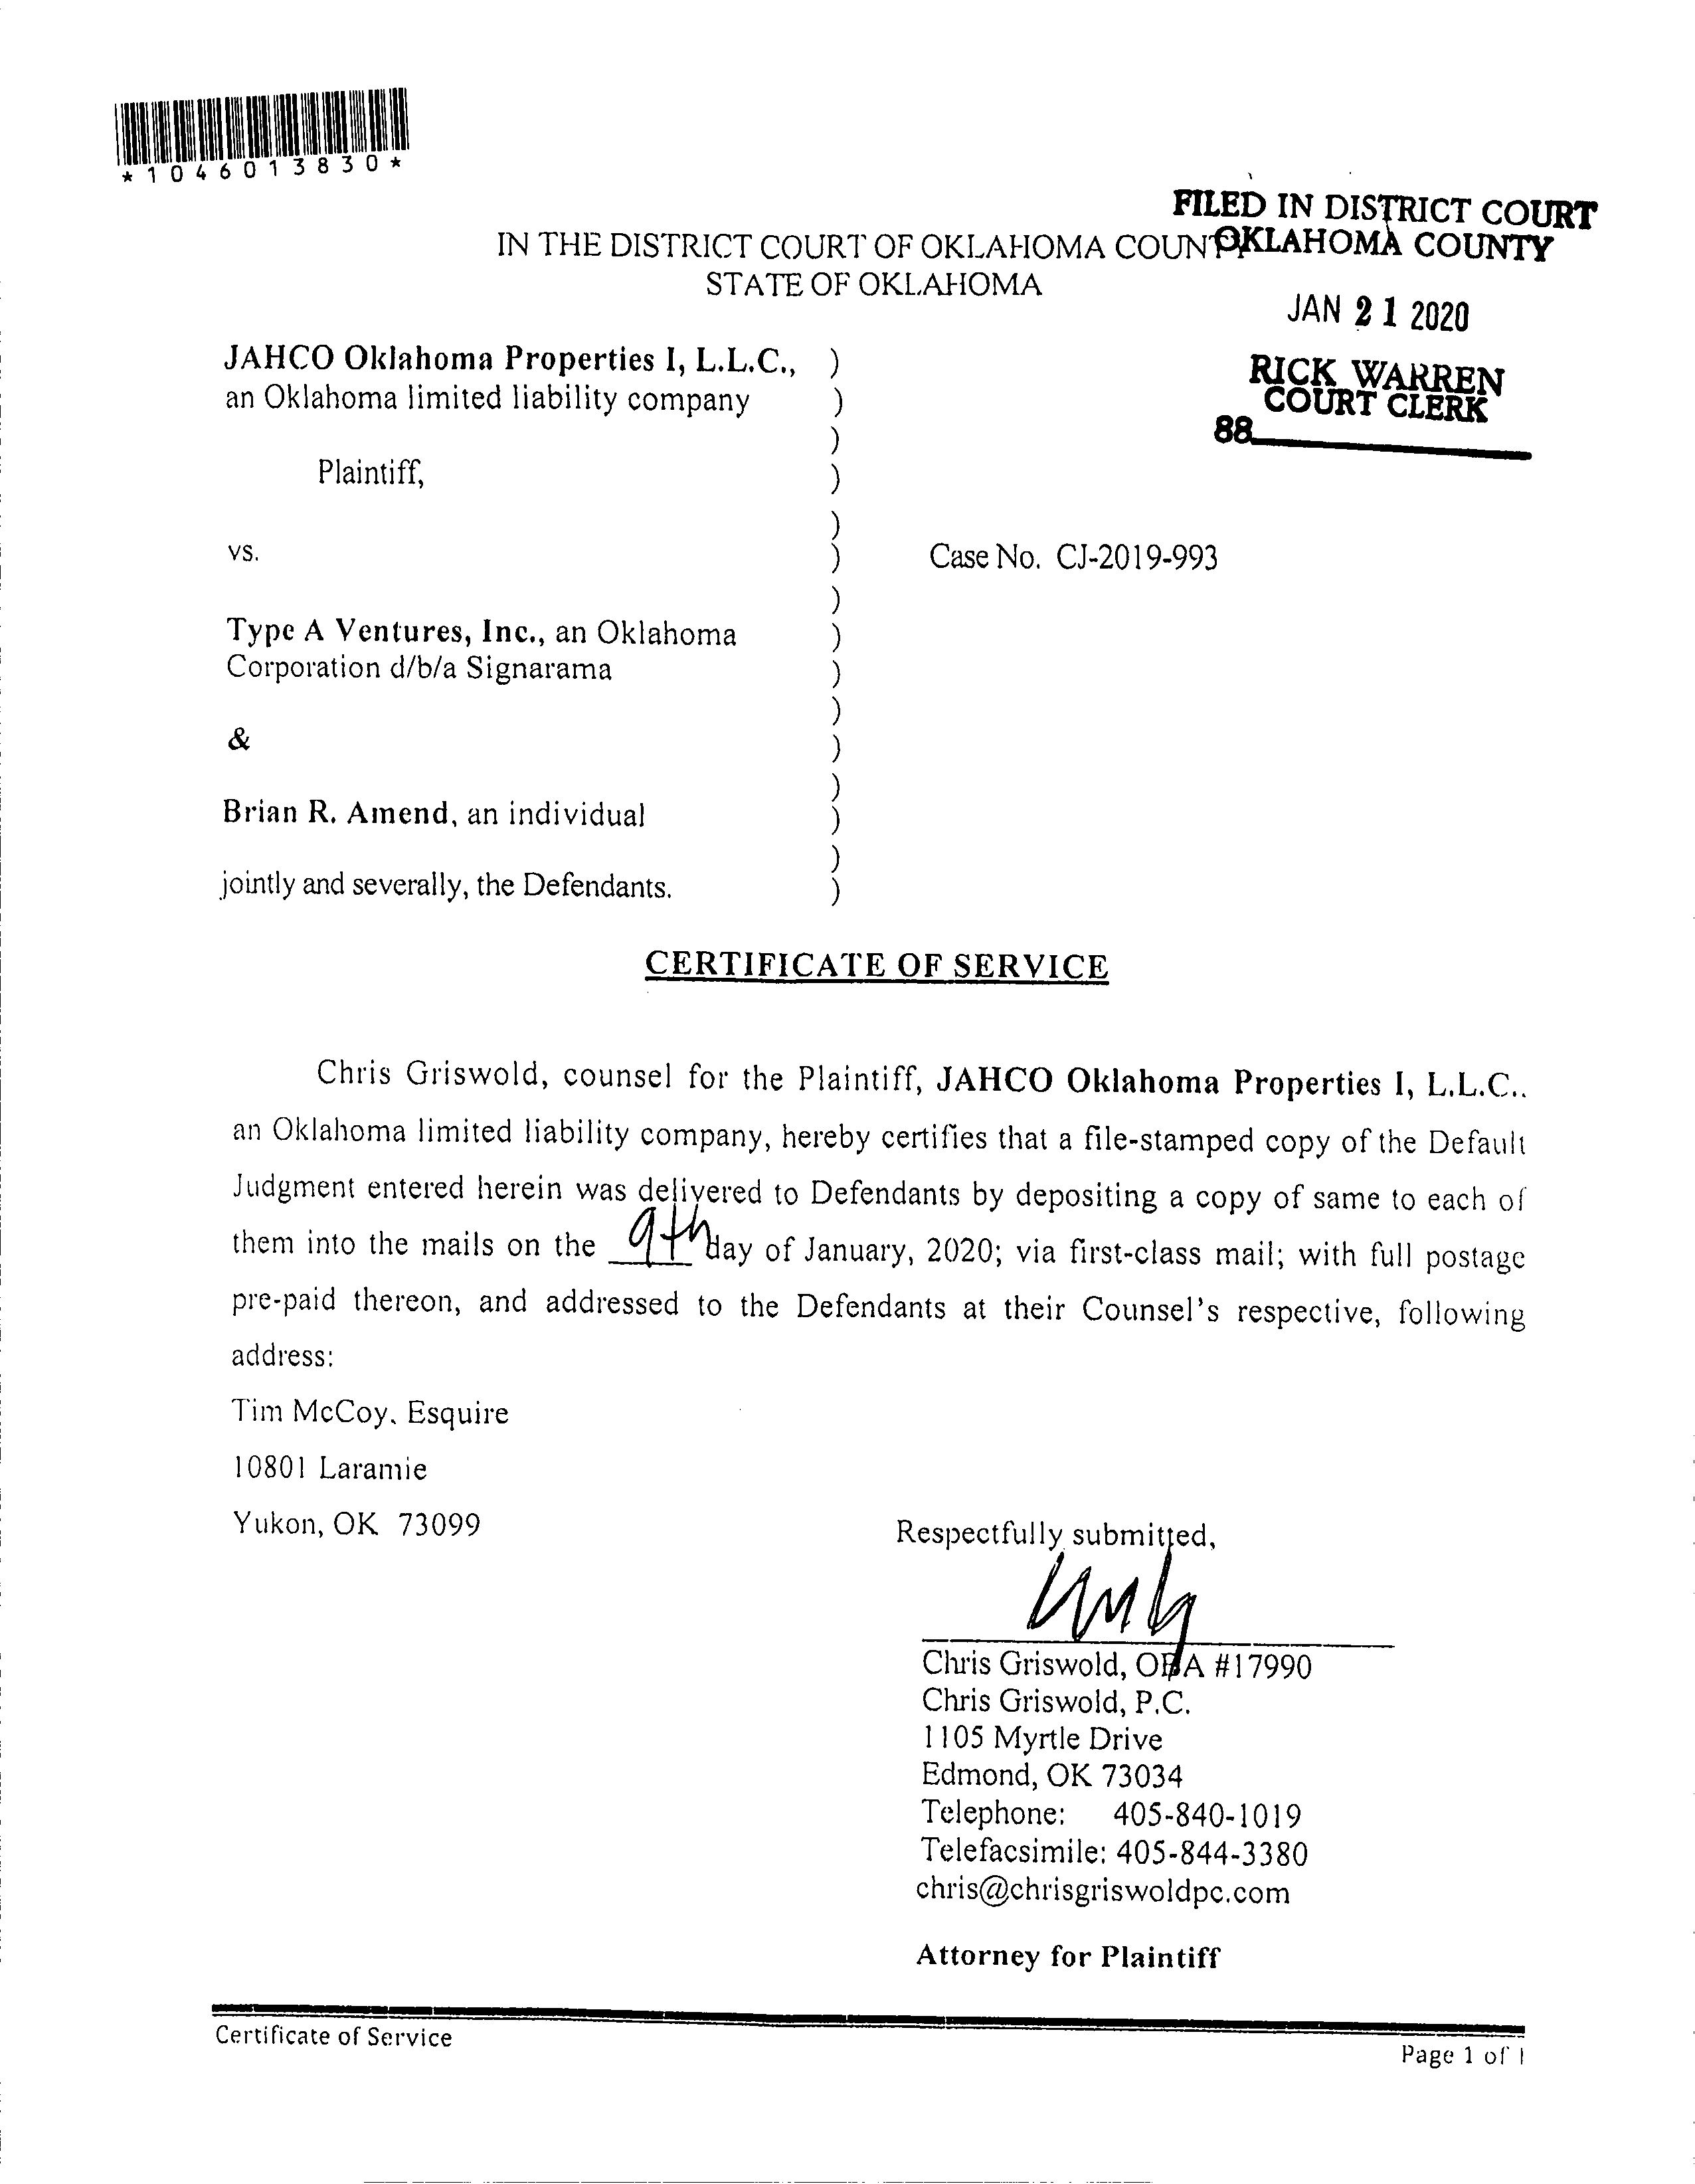 *1046013830*
FILED IN DISTRICT COURT
OKLAHOMA COUNTY
IN THE DISTRICT COURT OF OKLAHOMA COUN
STATE OF OKLAHOMA
JAN 21 2020
RICK WARREN
COURT CLERK
88
JAHCO Oklahoma Properties I, L.L.C., )
an Oklahoma limited liability company )
)
Plaintiff, )
)
vs. )
Case No. CJ-2019-993
)
Type A Ventures, Inc., an Oklahoma )
Corporation d/b/a Signarama )
)
& )
)
Brian R. Amend, an individual )
)
jointly and severally, the Defendants. )
CERTIFICATE OF SERVICE
Chris Griswold, counsel for the Plaintiff, JAHCO Oklahoma Properties I, L.L.C.,
an Oklahoma limited liability company, hereby certifies that a file-stamped copy of the Default
Judgment entered herein was delivered to Defendants by depositing a copy of same to each of
them into the mails on the 9th day of January, 2020; via first-class mail; with full postage
pre-paid thereon, and addressed to the Defendants at their Counsel's respective, following
address:
Tim McCoy, Esquire
10801 Laramie
Yukon, OK 73099
Respectfully submitted,
Chris Griswold, OBA #17990
Chris Griswold, P.C.
1105 Myrtle Drive
Edmond, OK 73034
Telephone: 405-840-1019
Telefacsimile: 405-844-3380
chris@chrisgriswoldpc.com
Attorney for Plaintiff
Certificate of Service
Page 1 of 1